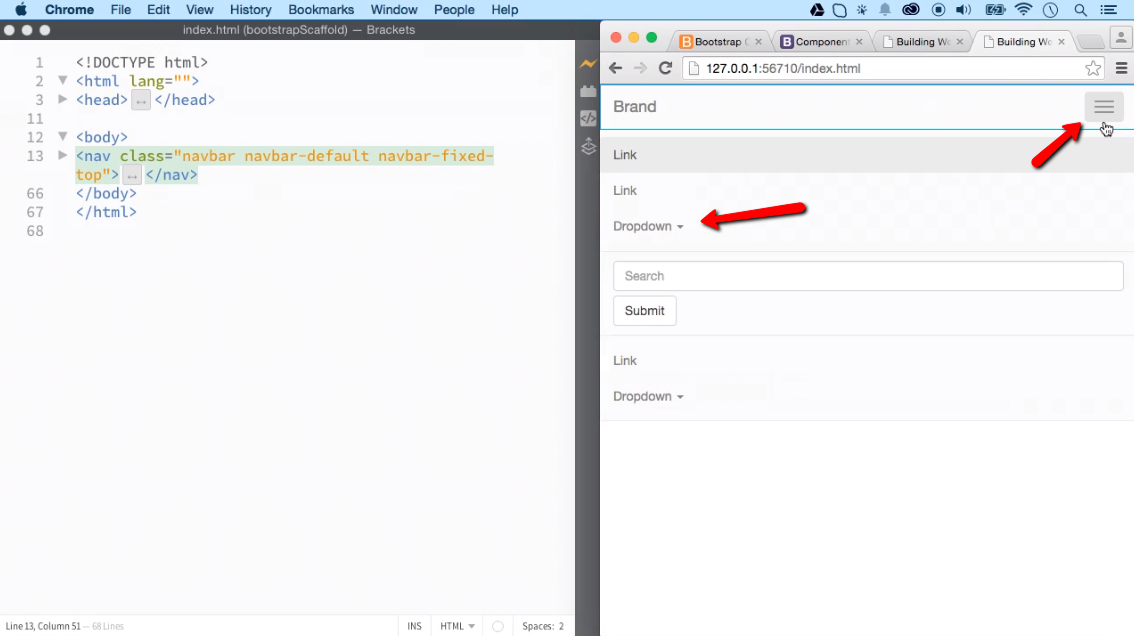 Chrome File Edit View History Bookmarks Window People Help
index.html (bootstrapScaffold) — Brackets
1 <!DOCTYPE html>
2 <html lang="">
3 <head> ↔ </head>
11
12 <body>
13 <nav class="navbar navbar-default navbar-fixed-
top"> ↔ </nav>
66 </body>
67 </html>
68
Line 13, Column 51 — 68 Lines
INS HTML Spaces: 2
Bootstrap Component Building Wo Building Wo
127.0.0.1:56710/index.html
Brand
Link
Link
Dropdown
Search
Submit
Link
Dropdown